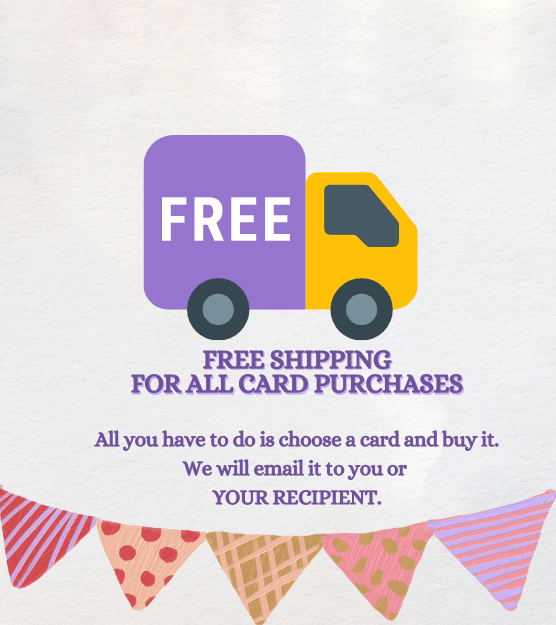 FREE
FREE SHIPPING
FOR ALL CARD PURCHASES
All you have to do is choose a card and buy it.
We will email it to you or
YOUR RECIPIENT.